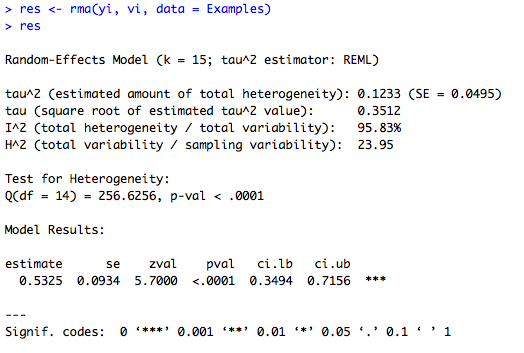 > res <- rma(yi, vi, data = Examples)
> res
Random-Effects Model (k = 15; tau^2 estimator: REML)
tau^2 (estimated amount of total heterogeneity): 0.1233 (SE = 0.0495)
tau (square root of estimated tau^2 value):      0.3512
I^2 (total heterogeneity / total variability):   95.83%
H^2 (total variability / sampling variability):  23.95
Test for Heterogeneity:
Q(df = 14) = 256.6256, p-val < .0001
Model Results:
estimate      se    zval    pval   ci.lb   ci.ub
  0.5325  0.0934  5.7000  <.0001  0.3494  0.7156  ***
---
Signif. codes:  0 ‘***’ 0.001 ‘**’ 0.01 ‘*’ 0.05 ‘.’ 0.1 ‘ ’ 1